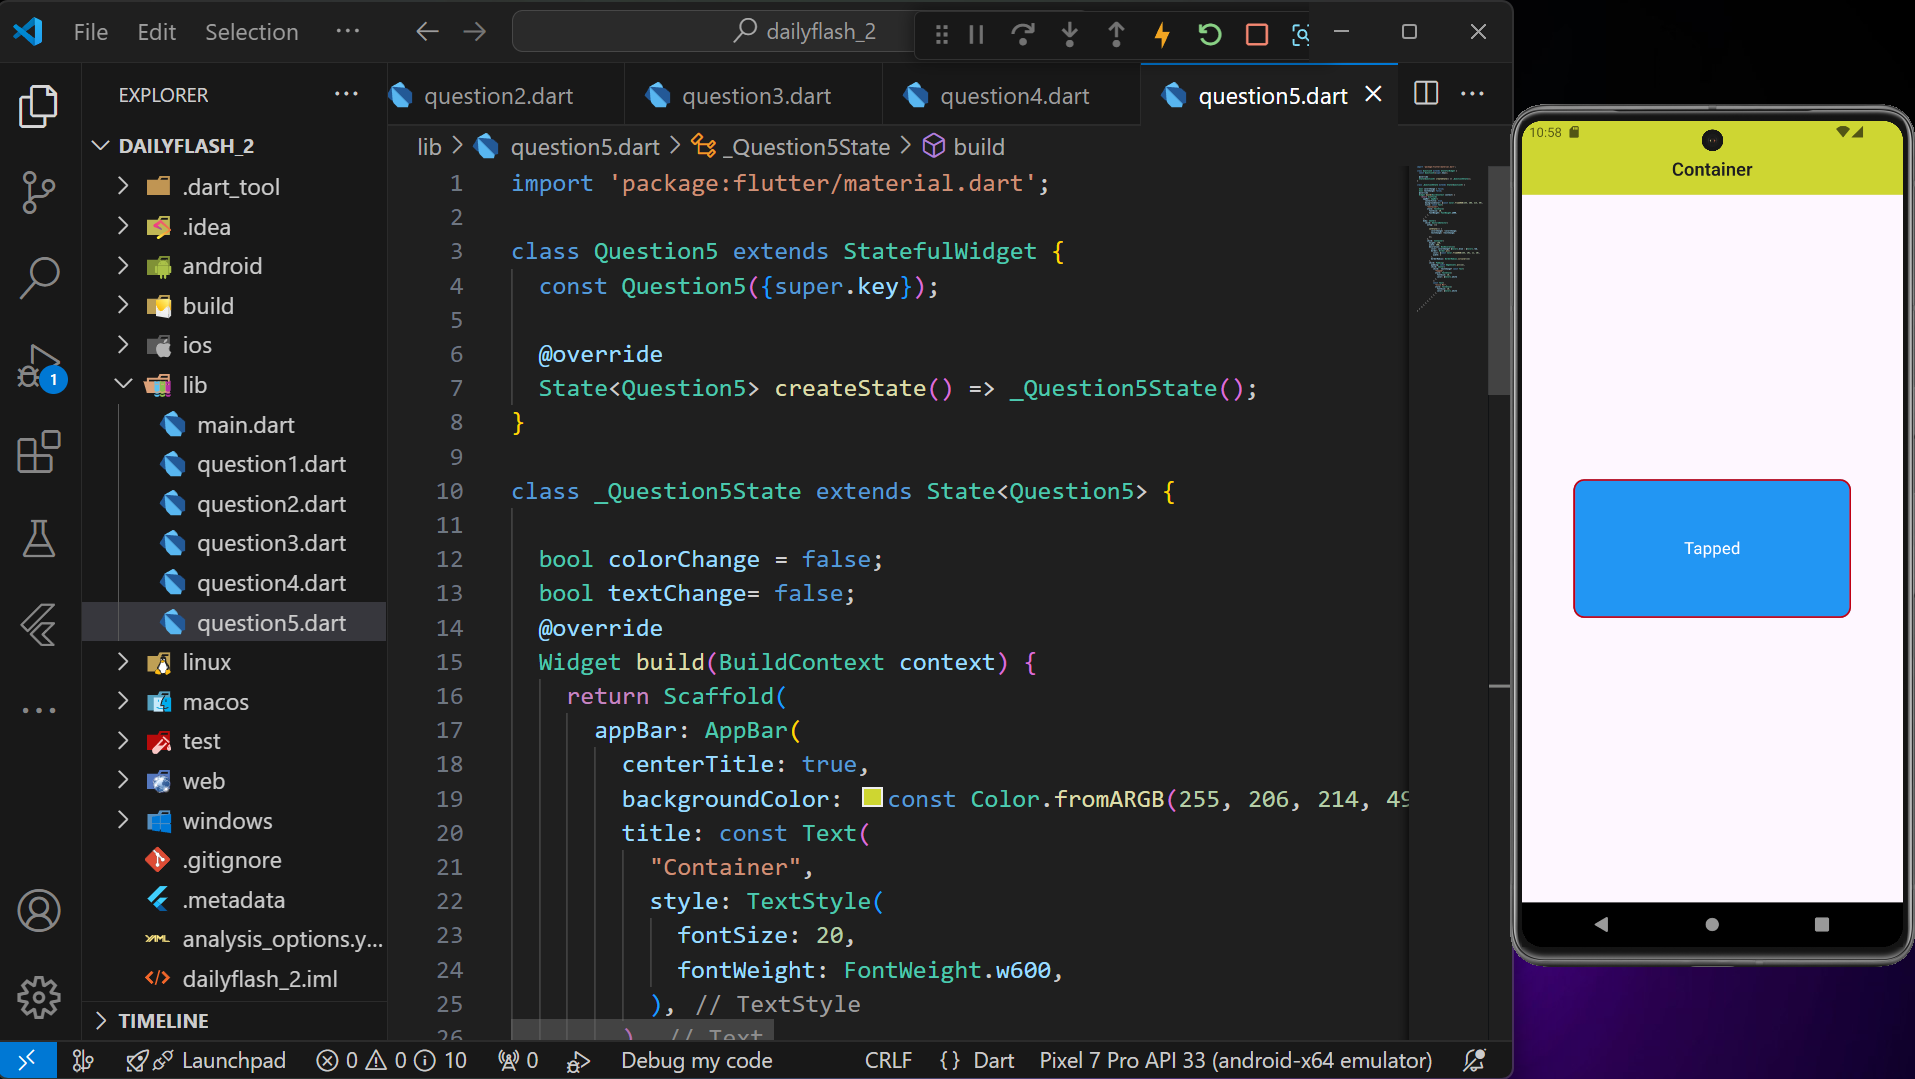 File Edit Selection ···
dailyflash_2
EXPLORER
question2.dart
question3.dart
question4.dart
question5.dart
DAILYFLASH_2
.dart_tool
.idea
android
build
ios
lib
main.dart
question1.dart
question2.dart
question3.dart
question4.dart
question5.dart
linux
macos
test
web
windows
.gitignore
.metadata
YAML analysis_options.y...
dailyflash_2.iml
TIMELINE
1
lib > question5.dart > _Question5State > build
1 import 'package:flutter/material.dart';
2
3 class Question5 extends StatefulWidget {
4 const Question5({super.key});
5
6 @override
7 State<Question5> createState() => _Question5State();
8 }
9
10 class _Question5State extends State<Question5> {
11
12 bool colorChange = false;
13 bool textChange= false;
14 @override
15 Widget build(BuildContext context) {
16 return Scaffold(
17 appBar: AppBar(
18 centerTitle: true,
19 backgroundColor: const Color.fromARGB(255, 206, 214, 49
20 title: const Text(
21 "Container",
22 style: TextStyle(
23 fontSize: 20,
24 fontWeight: FontWeight.w600,
25 ), // TextStyle
26 ), // Text
Launchpad 0 0 10 0 Debug my code CRLF {} Dart Pixel 7 Pro API 33 (android-x64 emulator)
10:58
Container
Tapped